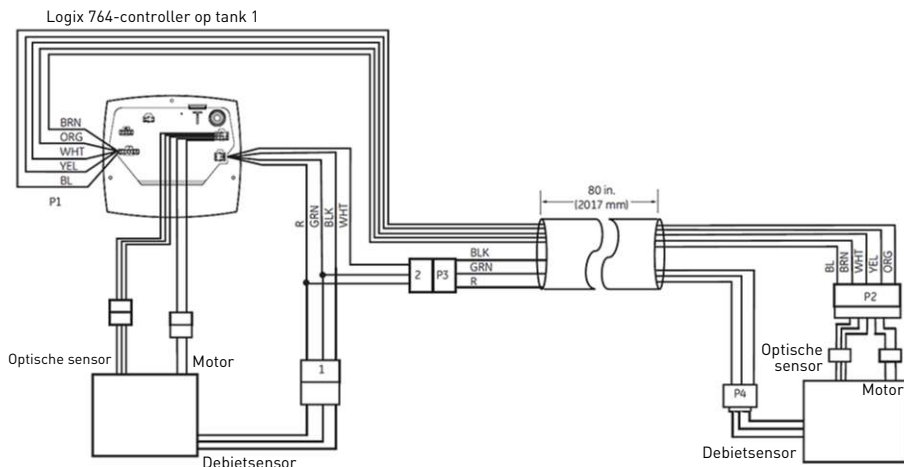 Logix 764-controller op tank 1
BRN
ORG
WHT
YEL
BL
P1
R
GRN
BLK
WHT
80 in.
(2017 mm)
2
P3
BLK
GRN
R
BL
BRN
WHT
YEL
ORG
P2
Optische sensor
Motor
1
P4
Optische
sensor
Motor
Debietsensor
Debietsensor